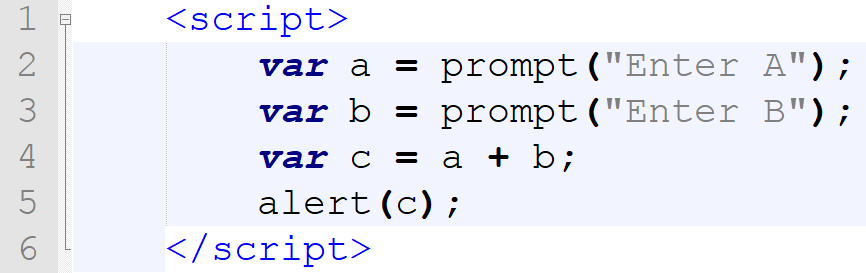 1 <script>
2 var a = prompt("Enter A");
3 var b = prompt("Enter B");
4 var c = a + b;
5 alert(c);
6 </script>